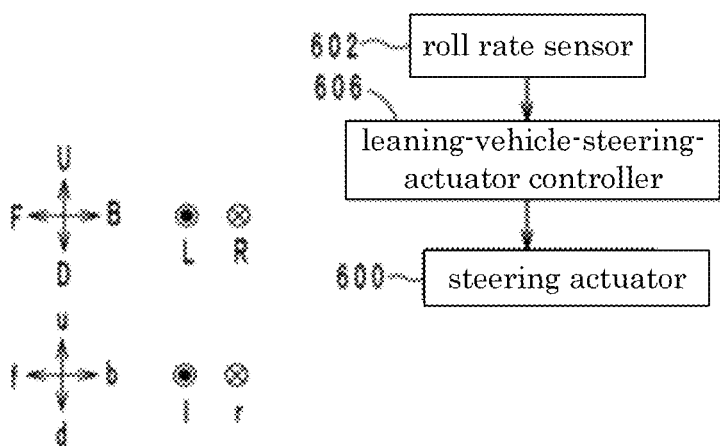 602 roll rate sensor
606
leaning-vehicle-steering-
actuator controller
600 steering actuator
U
F B L R
D
u
f b l r
d